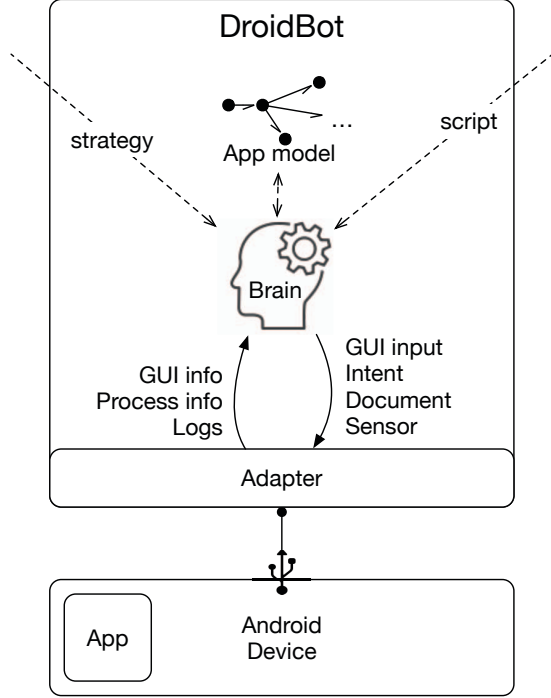 DroidBot
...
App model
strategy
script
Brain
GUI info
Process info
Logs
GUI input
Intent
Document
Sensor
Adapter
App
Android
Device